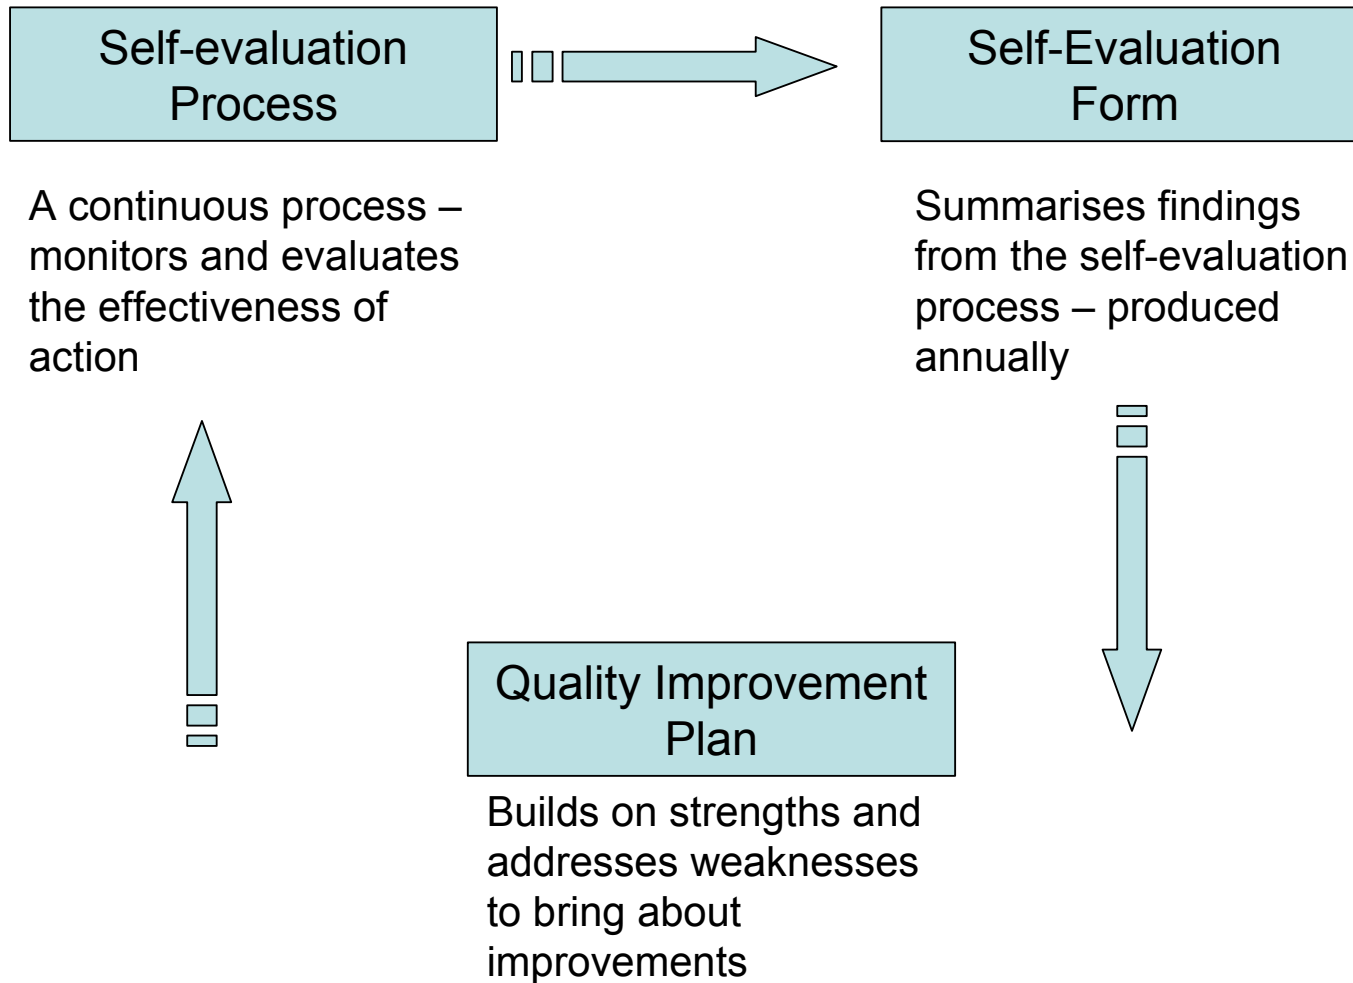 Self-evaluation
Process
Self-Evaluation
Form
A continuous process –
monitors and evaluates
the effectiveness of
action
Summarises findings
from the self-evaluation
process – produced
annually
Quality Improvement
Plan
Builds on strengths and
addresses weaknesses
to bring about
improvements